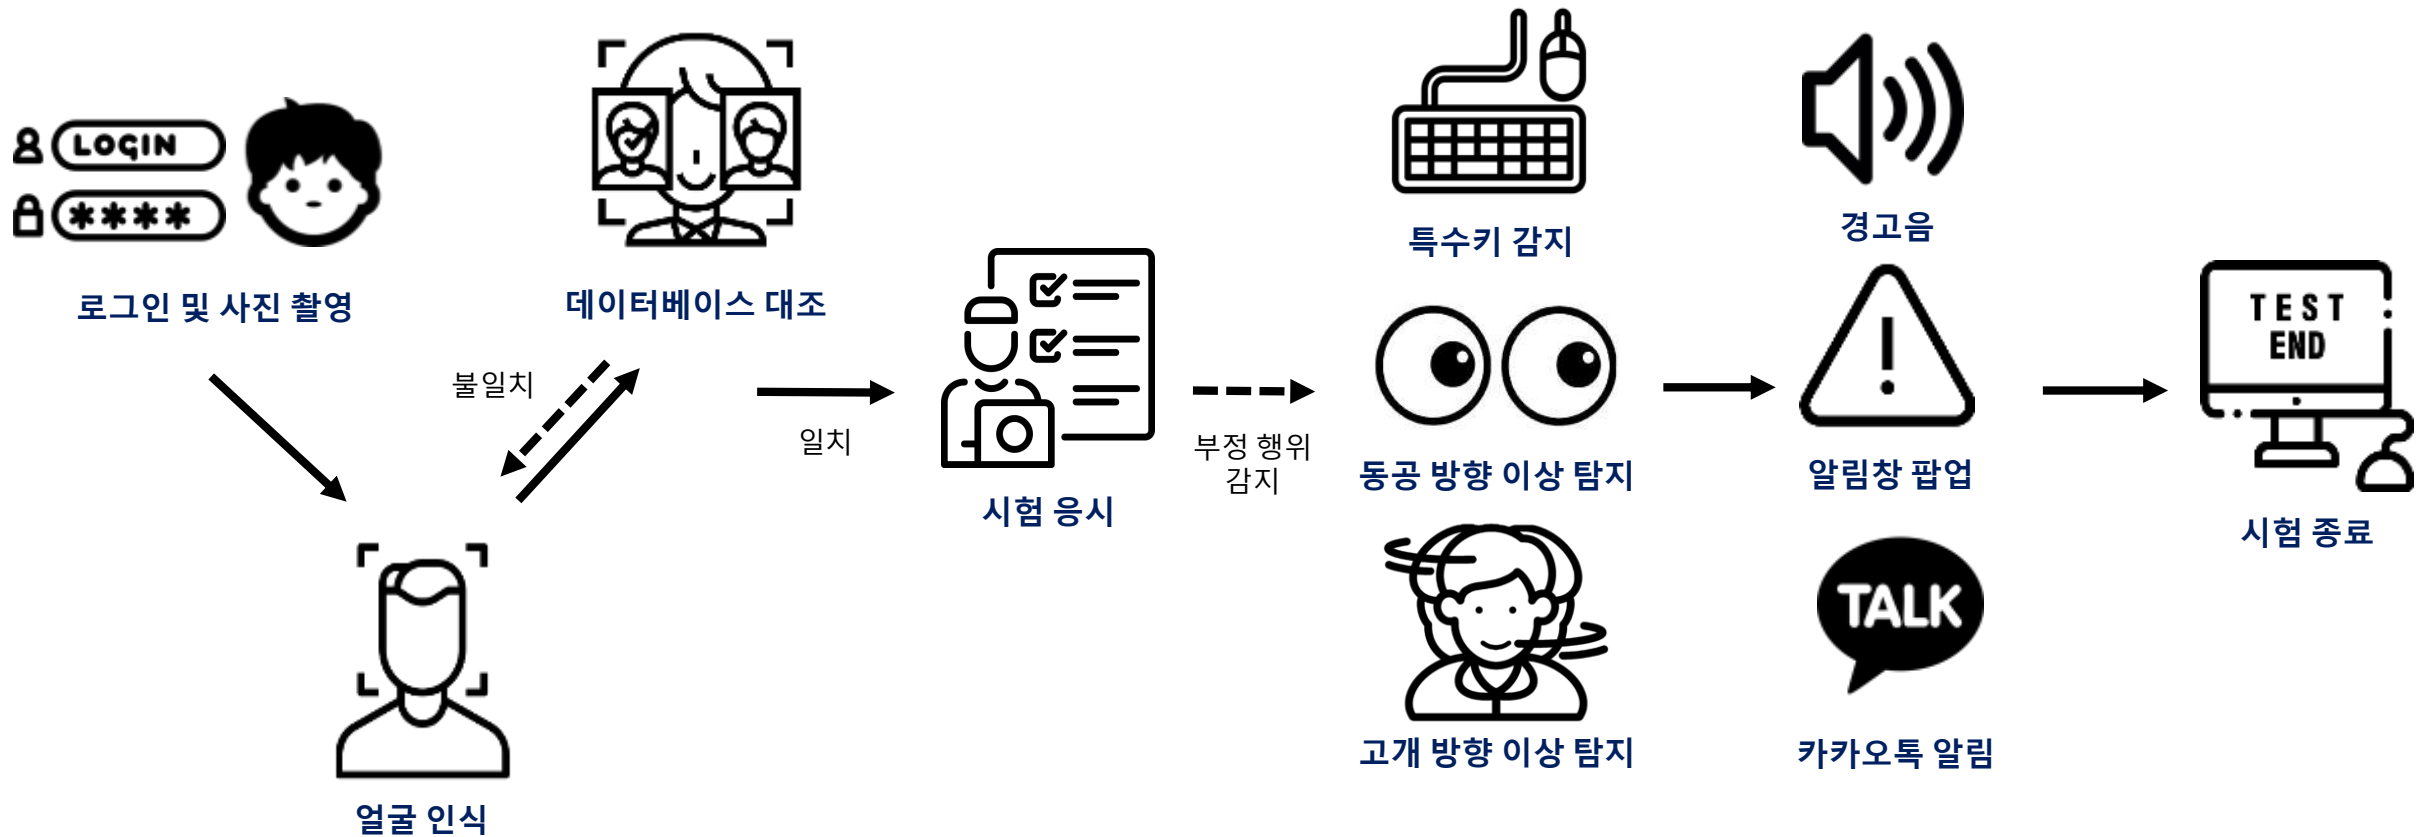 LOGIN
****
로그인 및 사진 촬영
데이터베이스 대조
불일치
얼굴 인식
일치
시험 응시
부정 행위
감지
특수키 감지
동공 방향 이상 탐지
고개 방향 이상 탐지
경고음
알림창 팝업
TALK
카카오톡 알림
TEST
END
시험 종료